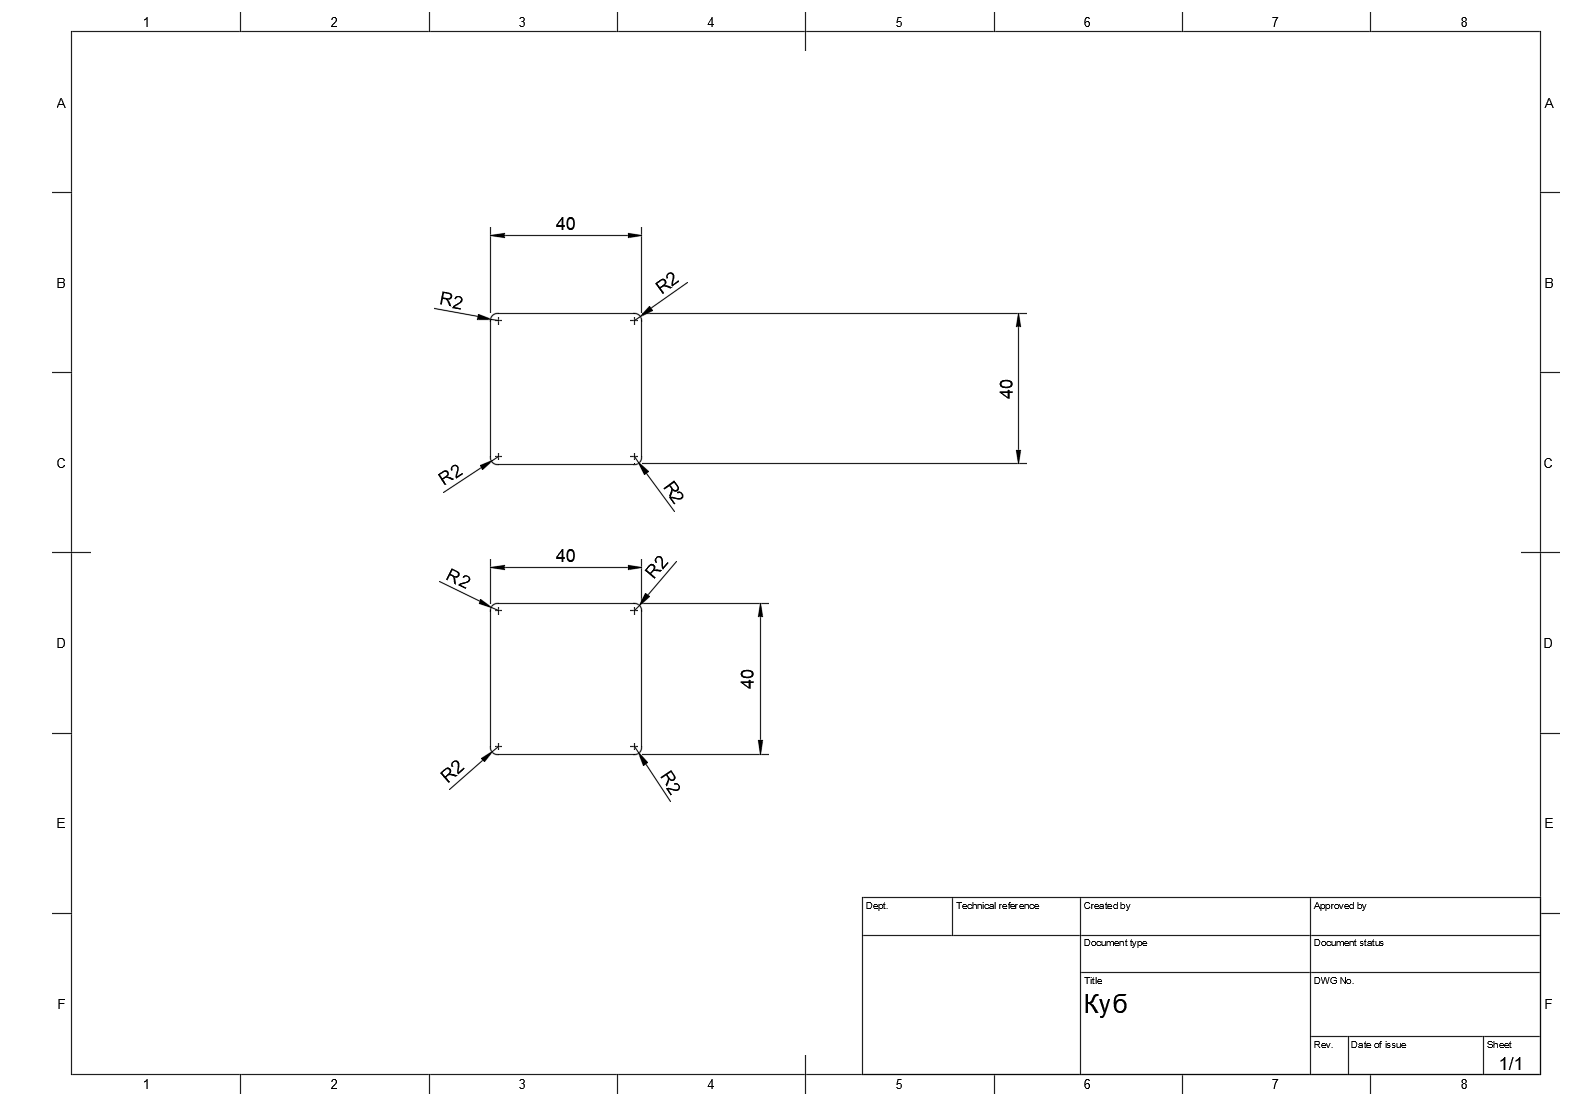 1 2 3 4 5 6 7 8
A A
40
B B
R2 R2
40
C C
R2 R2
40
R2 R2
D D
40
R2 R2
E E
Dept. Technical reference Created by Approved by
Document type Document status
Title DWG No.
F Куб F
Rev. Date of issue Sheet
1/1
1 2 3 4 5 6 7 8